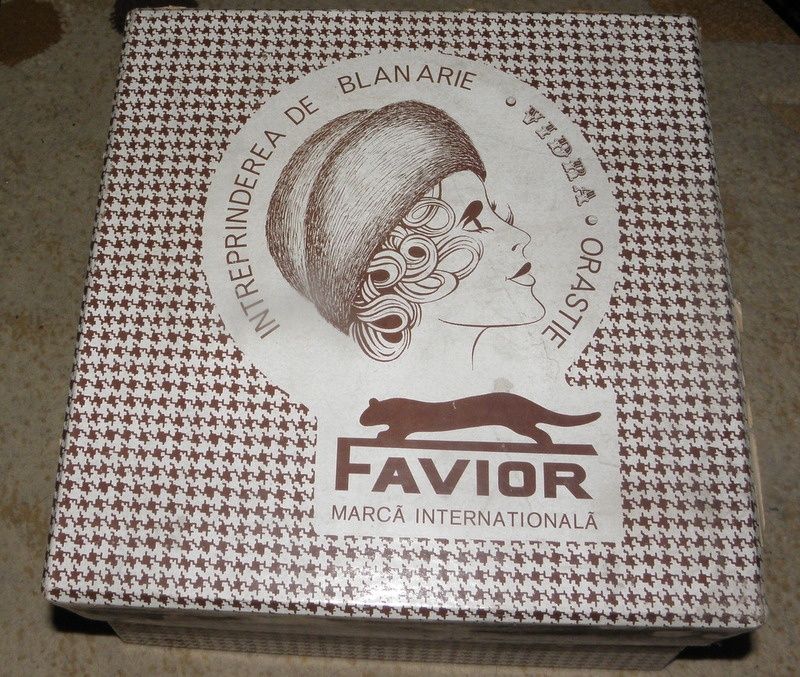 INTREPRINDEREA DE BLANARIE • VIDRA • ORASTIE
FAVIOR
MARCĂ INTERNATIONALĂ